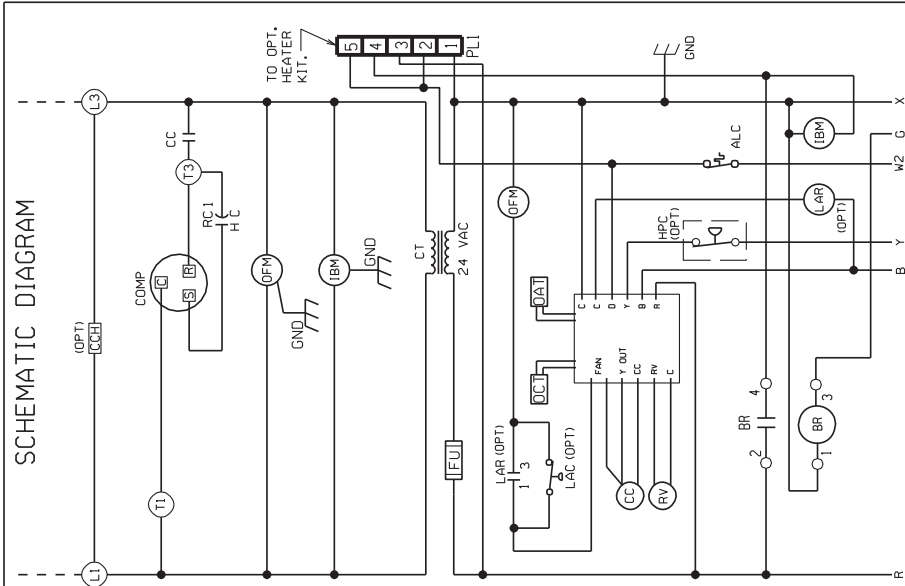 SCHEMATIC DIAGRAM
L1
(OPT)
CCH
L3
T1
COMP
C
S
R
T3
CC
RC1
H C
OFM
GND
IBM
GND
CT
24 VAC
FU
TO OPT.
HEATER
KIT.
5
4
3
2
1
PL1
LAR (OPT)
1 3
LAC (OPT)
OFM
GND
OCT
OAT
FAN
Y OUT
CC
RV
C
C
C
D
Y
B
R
CC
RV
HPC
(OPT)
ALC
LAR
(OPT)
IBM
2
BR
4
1
BR
3
R
B
Y
W2
G
X